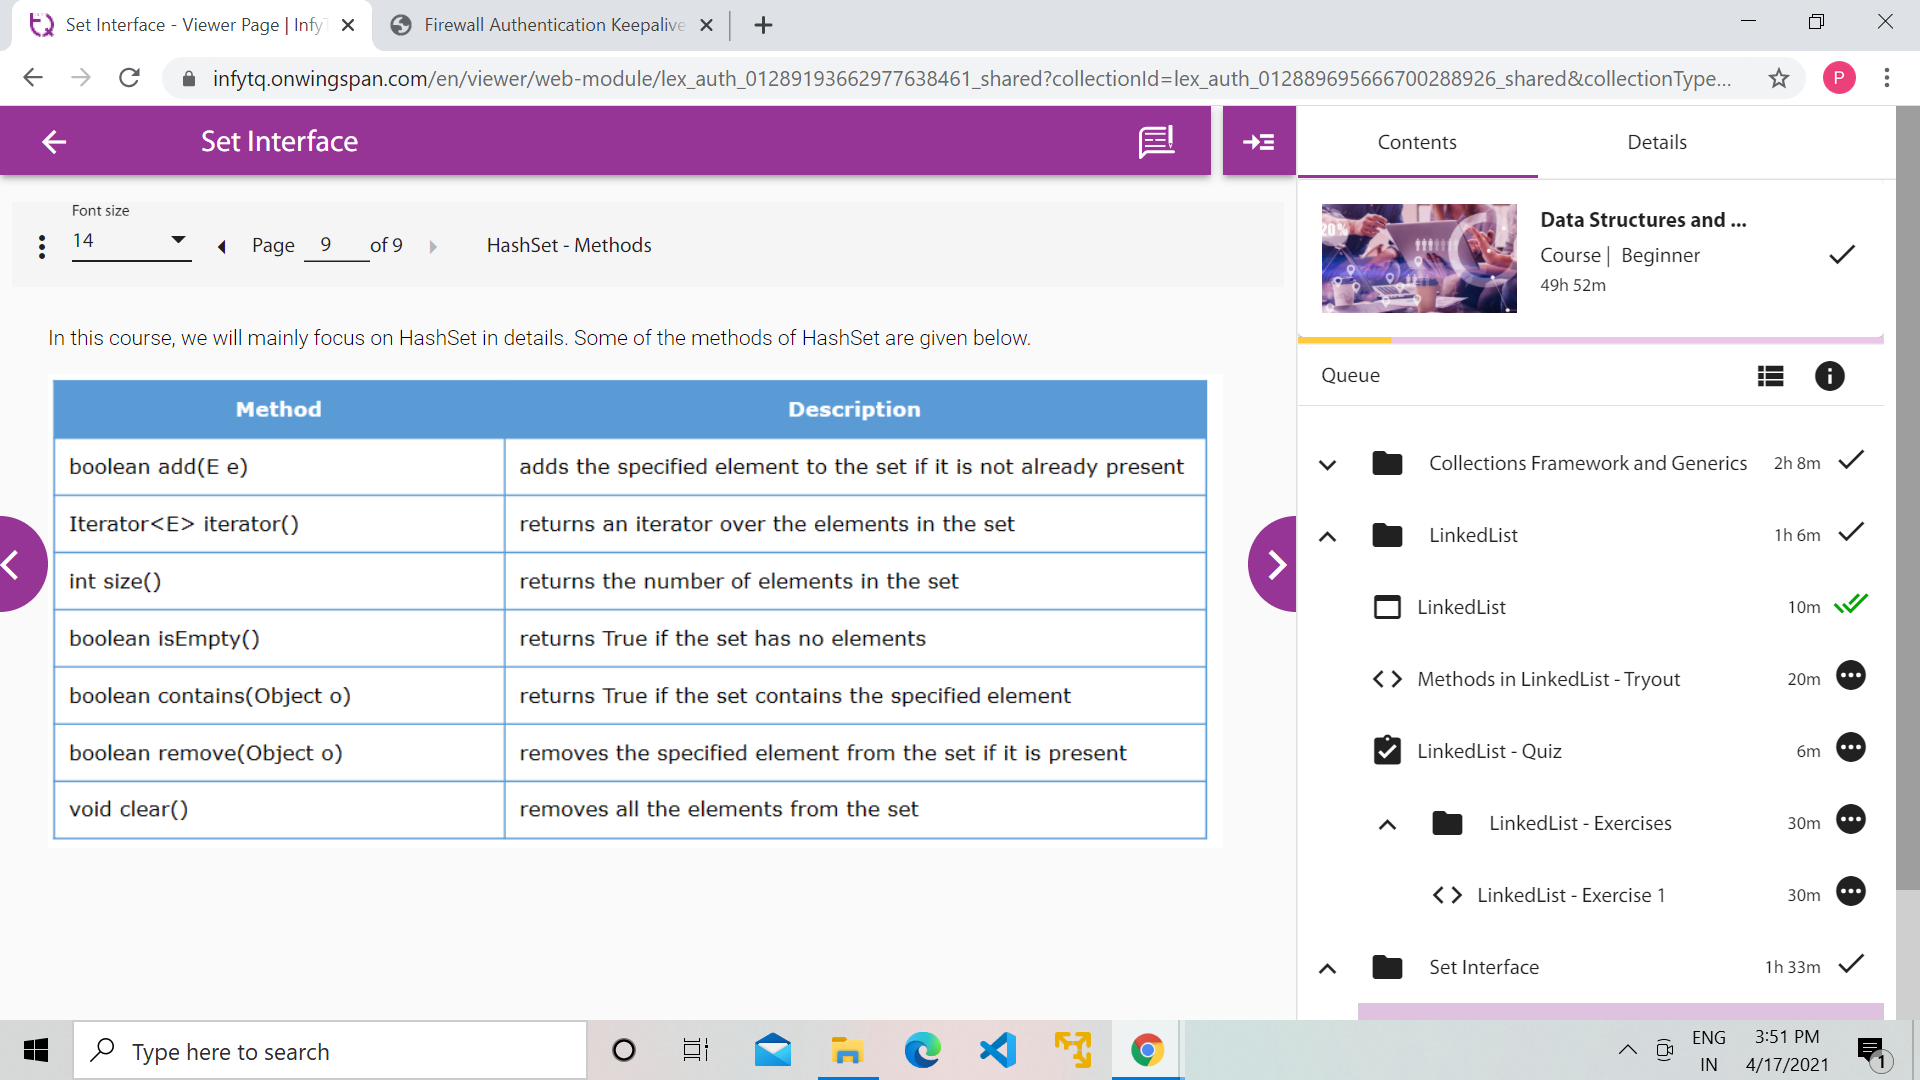 Set Interface - Viewer Page | Infy
Firewall Authentication Keepalive
infytq.onwingspan.com/en/viewer/web-module/lex_auth_01289193662977638461_shared?collectionId=lex_auth_012889695666700288926_shared&collectionType...
P
Set Interface
Contents
Details
Font size
14
Page 9 of 9
HashSet - Methods
In this course, we will mainly focus on HashSet in details. Some of the methods of HashSet are given below.
Method Description
boolean add(E e) adds the specified element to the set if it is not already present
Iterator<E> iterator() returns an iterator over the elements in the set
int size() returns the number of elements in the set
boolean isEmpty() returns True if the set has no elements
boolean contains(Object o) returns True if the set contains the specified element
boolean remove(Object o) removes the specified element from the set if it is present
void clear() removes all the elements from the set
20%
Data Structures and ...
Course | Beginner
49h 52m
Queue
Collections Framework and Generics 2h 8m
LinkedList 1h 6m
LinkedList 10m
Methods in LinkedList - Tryout 20m
LinkedList - Quiz 6m
LinkedList - Exercises 30m
LinkedList - Exercise 1 30m
Set Interface 1h 33m
Type here to search
ENG
IN
3:51 PM
4/17/2021
1